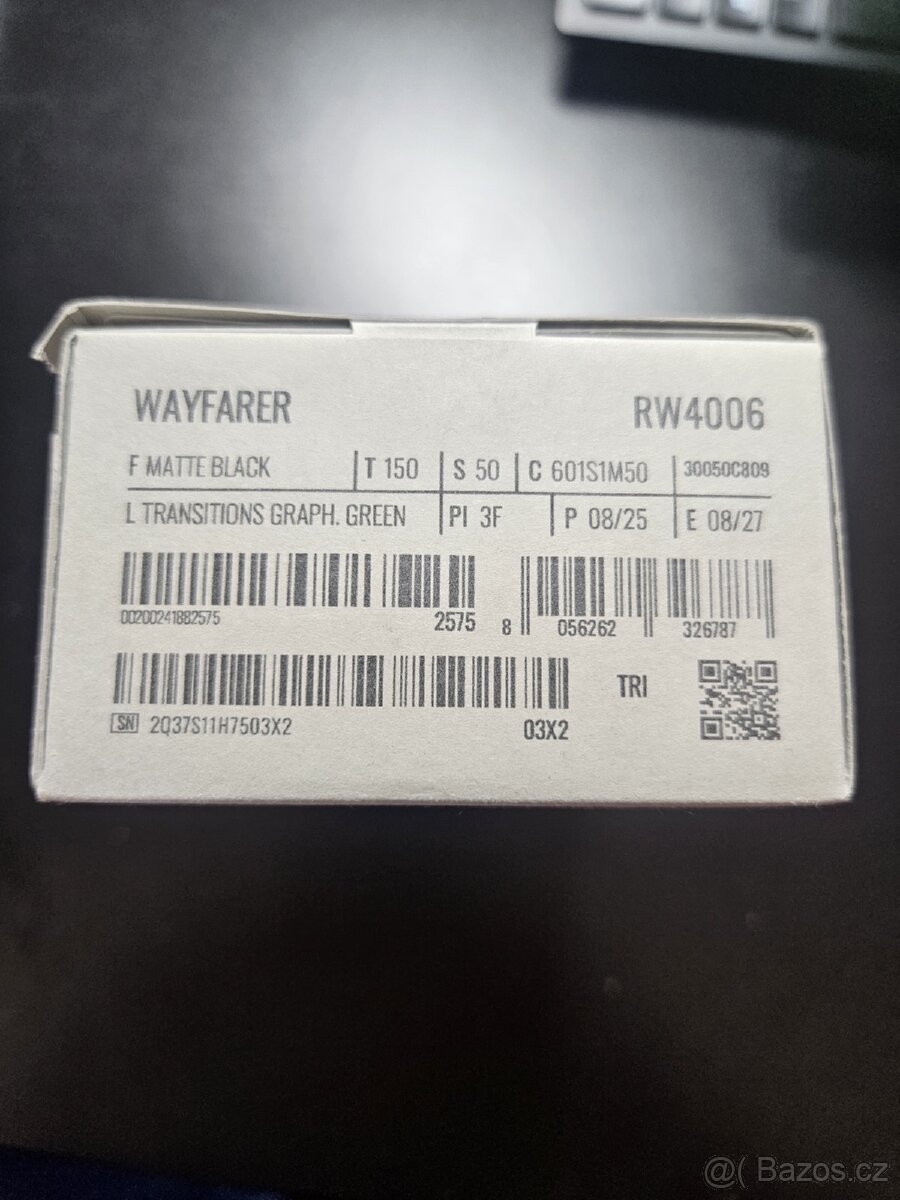 WAYFARER RW4006
F MATTE BLACK T 150 S 50 C 601S1M50 30050C809
L TRANSITIONS GRAPH. GREEN PI 3F P 08/25 E 08/27
00200241882575 2575 8 056262 326787
TRI
SN 2Q37S11H7503X2 03X2
@( Bazos.cz